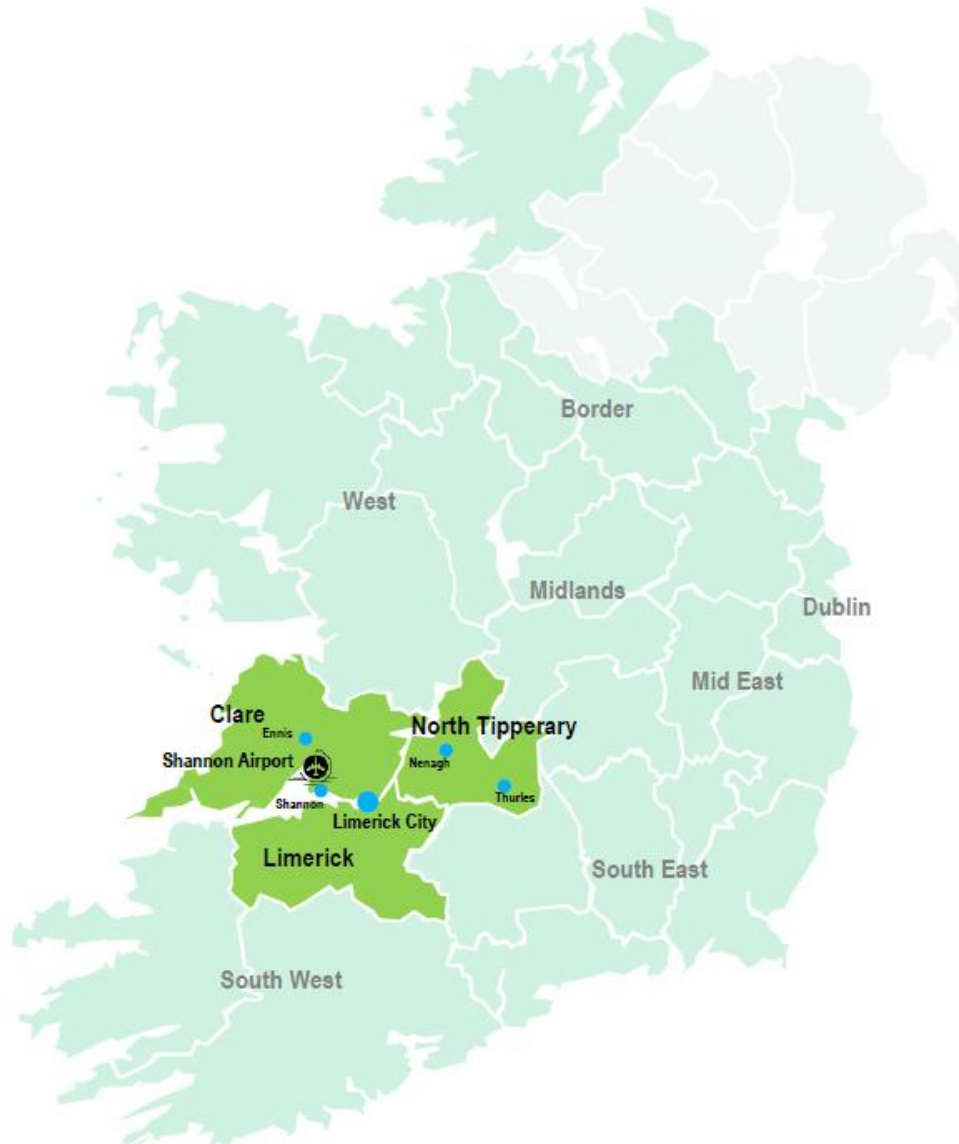 Border
West
Midlands
Dublin
Mid East
Clare
North Tipperary
Ennis
Nenagh
Shannon Airport
Thurles
Shannon
Limerick City
Limerick
South East
South West